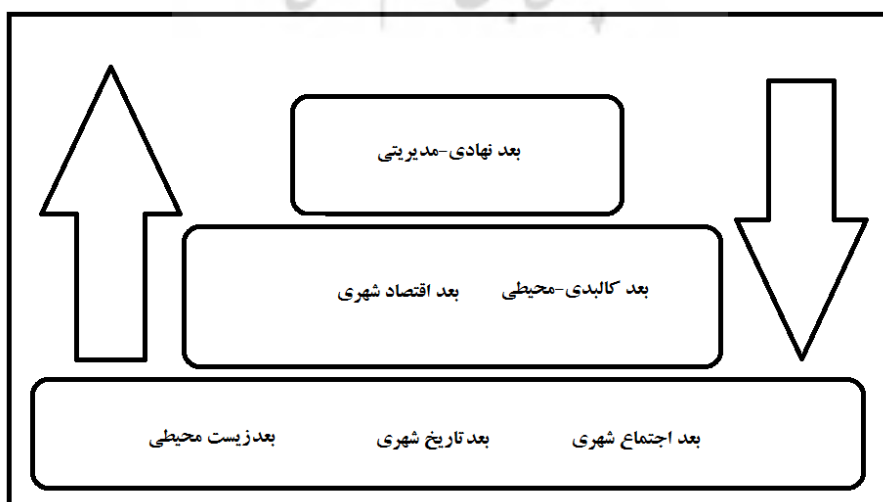 بعد نهادی-مدیریتی
بعد کالبدی-محیطی بعد اقتصاد شهری
بعد اجتماع شهری بعد تاریخ شهری بعدزیست محیطی